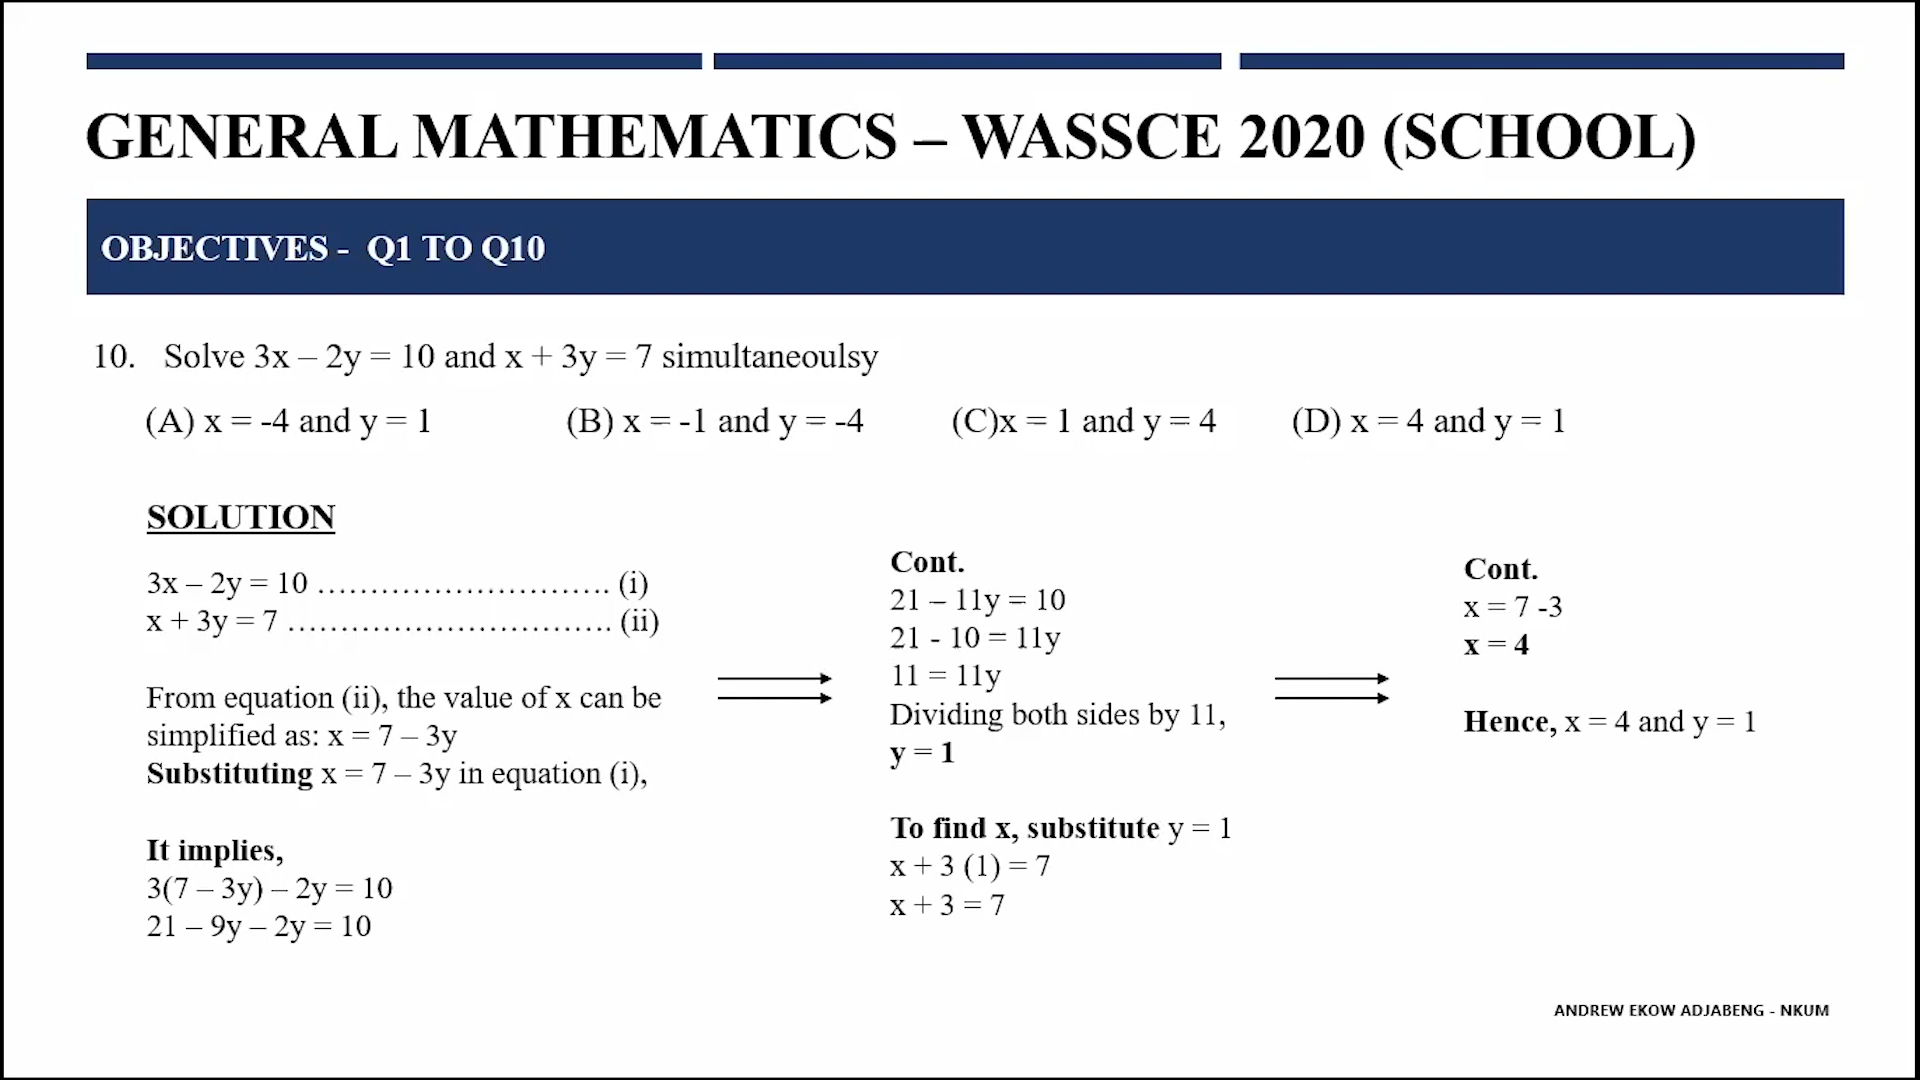 GENERAL MATHEMATICS – WASSCE 2020 (SCHOOL)
OBJECTIVES - Q1 TO Q10
10. Solve 3x – 2y = 10 and x + 3y = 7 simultaneoulsy
(A) x = -4 and y = 1 (B) x = -1 and y = -4 (C)x = 1 and y = 4 (D) x = 4 and y = 1
SOLUTION
3x – 2y = 10 ............................ (i)
x + 3y = 7 ............................... (ii)
From equation (ii), the value of x can be
simplified as: x = 7 – 3y
Substituting x = 7 – 3y in equation (i),
It implies,
3(7 – 3y) – 2y = 10
21 – 9y – 2y = 10
Cont.
21 – 11y = 10
21 - 10 = 11y
11 = 11y
Dividing both sides by 11,
y = 1
To find x, substitute y = 1
x + 3 (1) = 7
x + 3 = 7
Cont.
x = 7 -3
x = 4
Hence, x = 4 and y = 1
ANDREW EKOW ADJABENG - NKUM